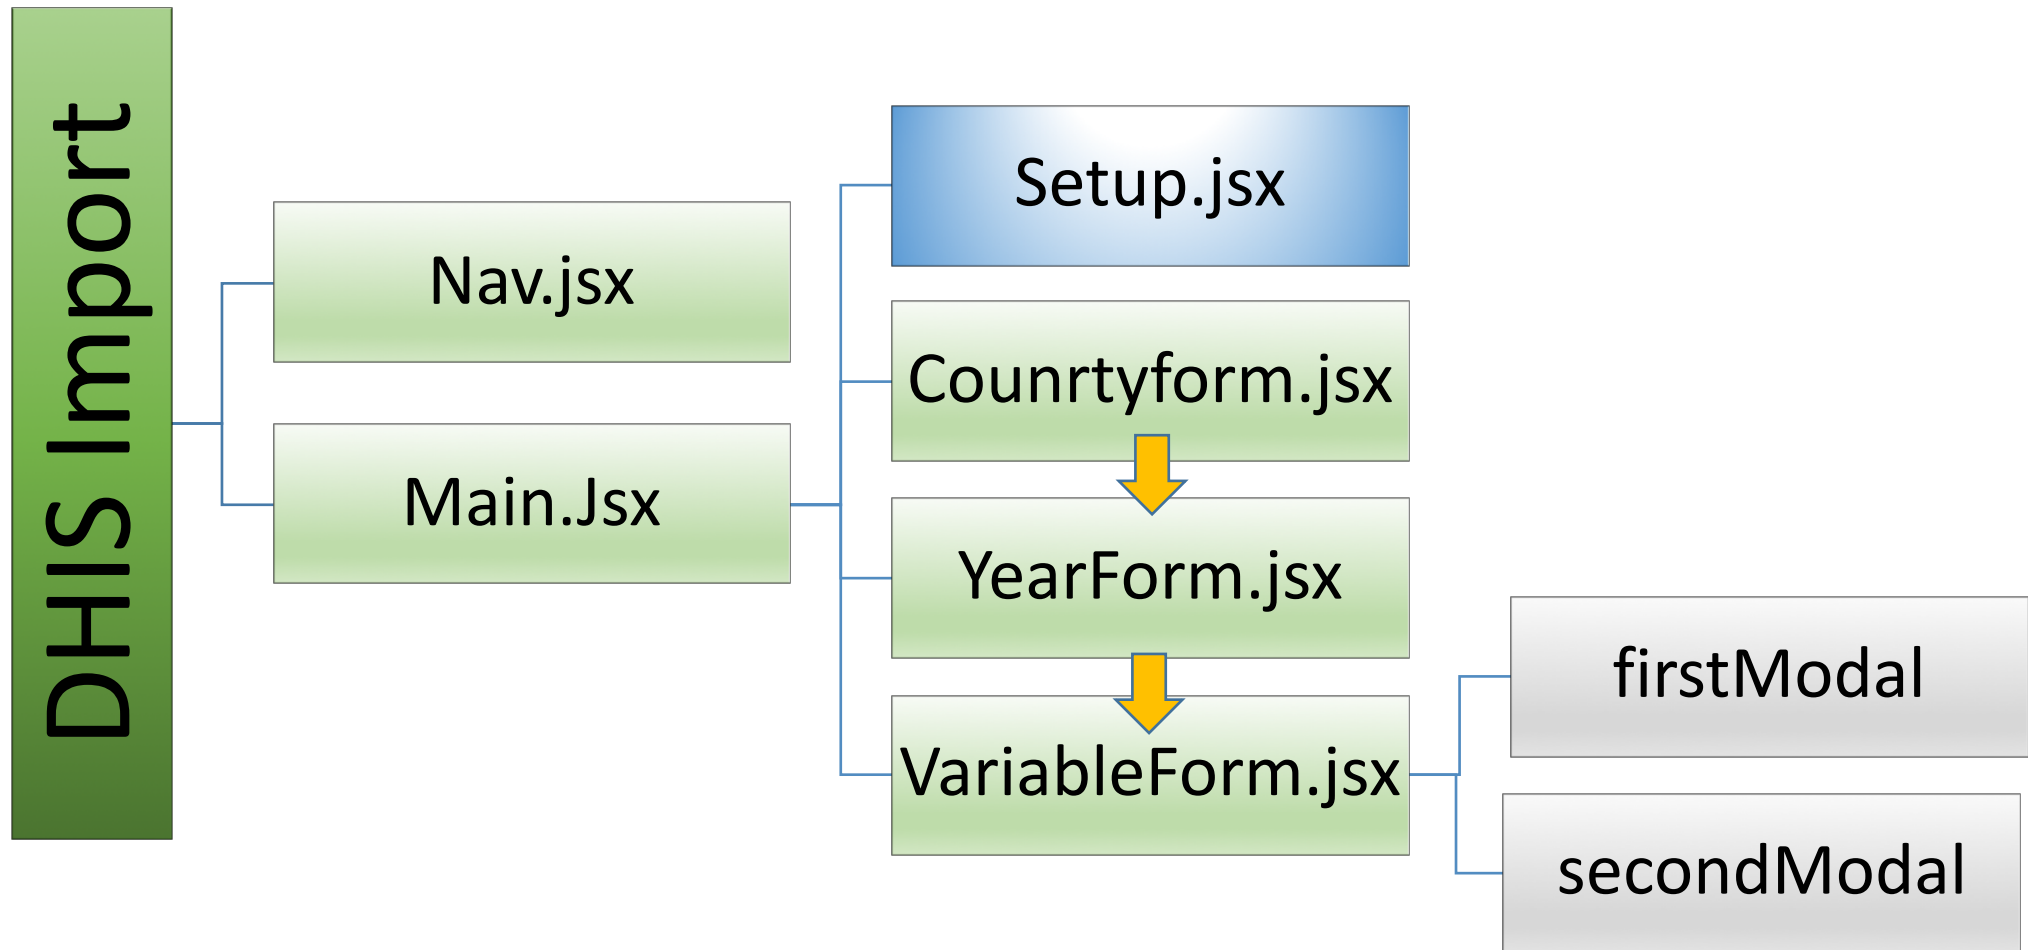 DHIS Import
Nav.jsx
Main.Jsx
Setup.jsx
Counrtyform.jsx
YearForm.jsx
VariableForm.jsx
firstModal
secondModal